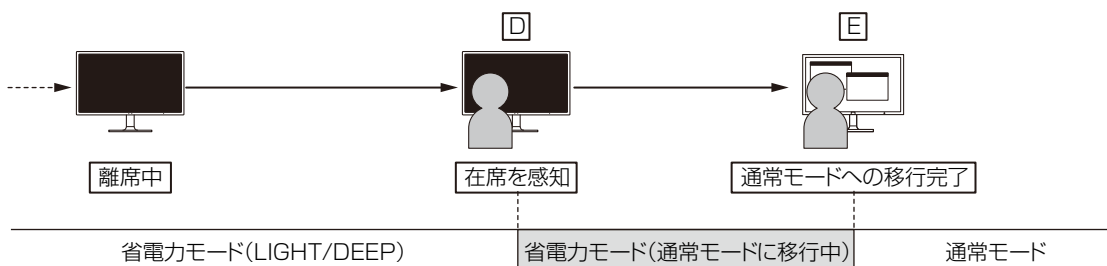 D
E
離席中
在席を感知
通常モードへの移行完了
省電力モード(LIGHT/DEEP)
省電力モード(通常モードに移行中)
通常モード